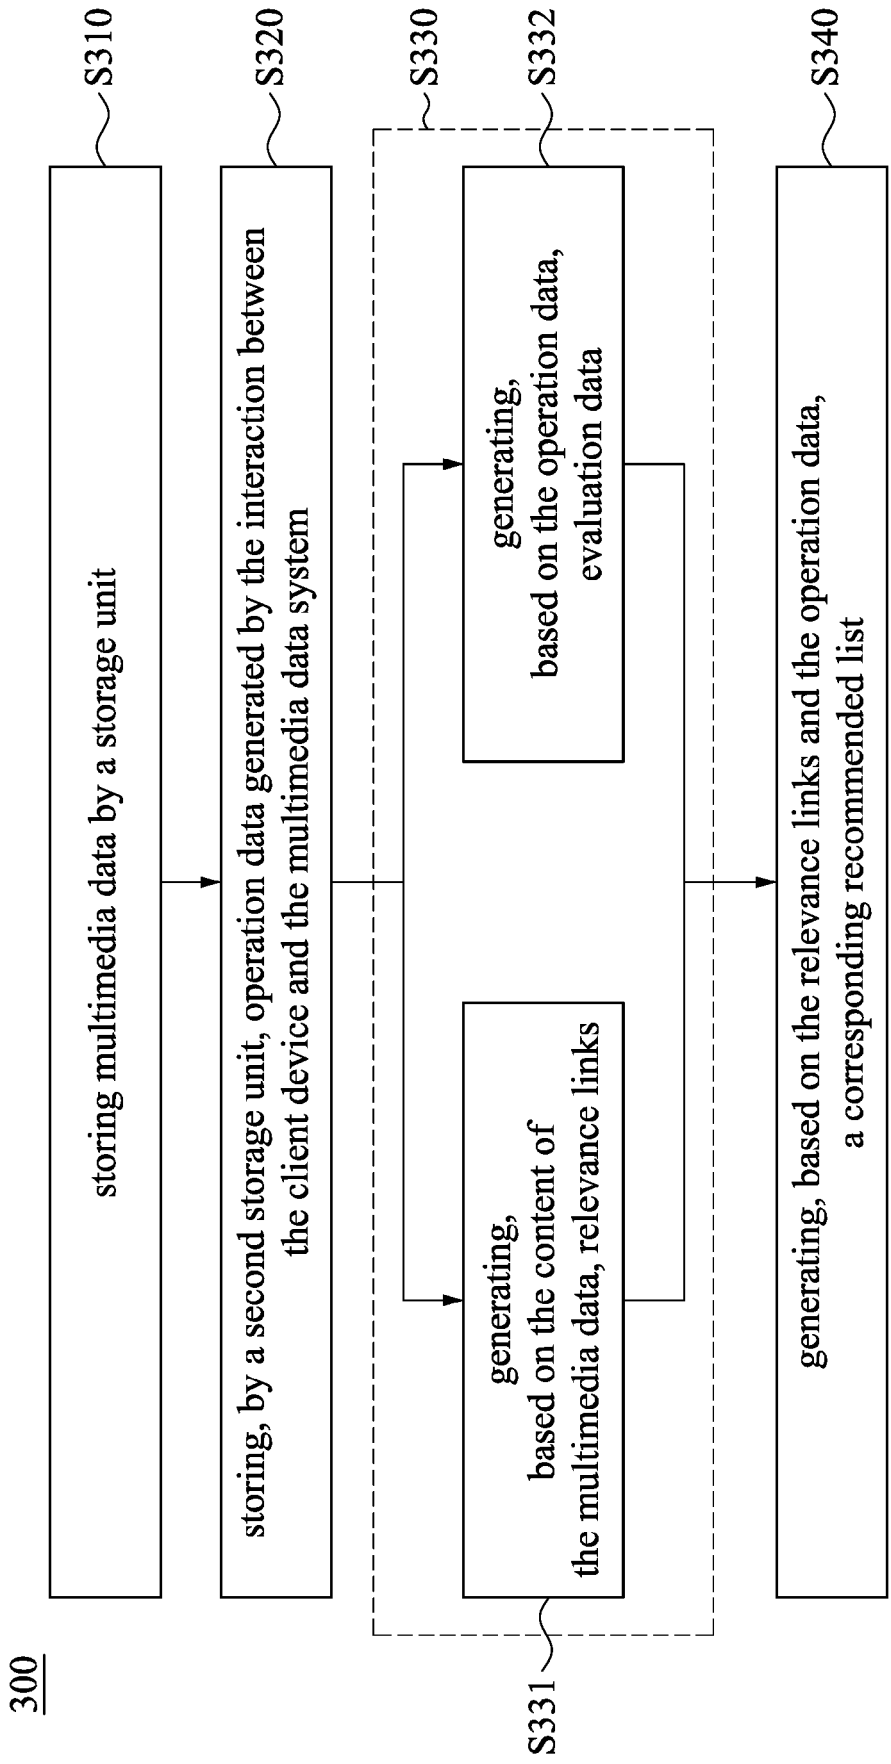 300
storing multimedia data by a storage unit
S310
storing, by a second storage unit, operation data generated by the interaction between
the client device and the multimedia data system
S320
S330
S331
generating,
based on the content of
the multimedia data, relevance links
generating,
based on the operation data,
evaluation data
S332
generating, based on the relevance links and the operation data,
a corresponding recommended list
S340